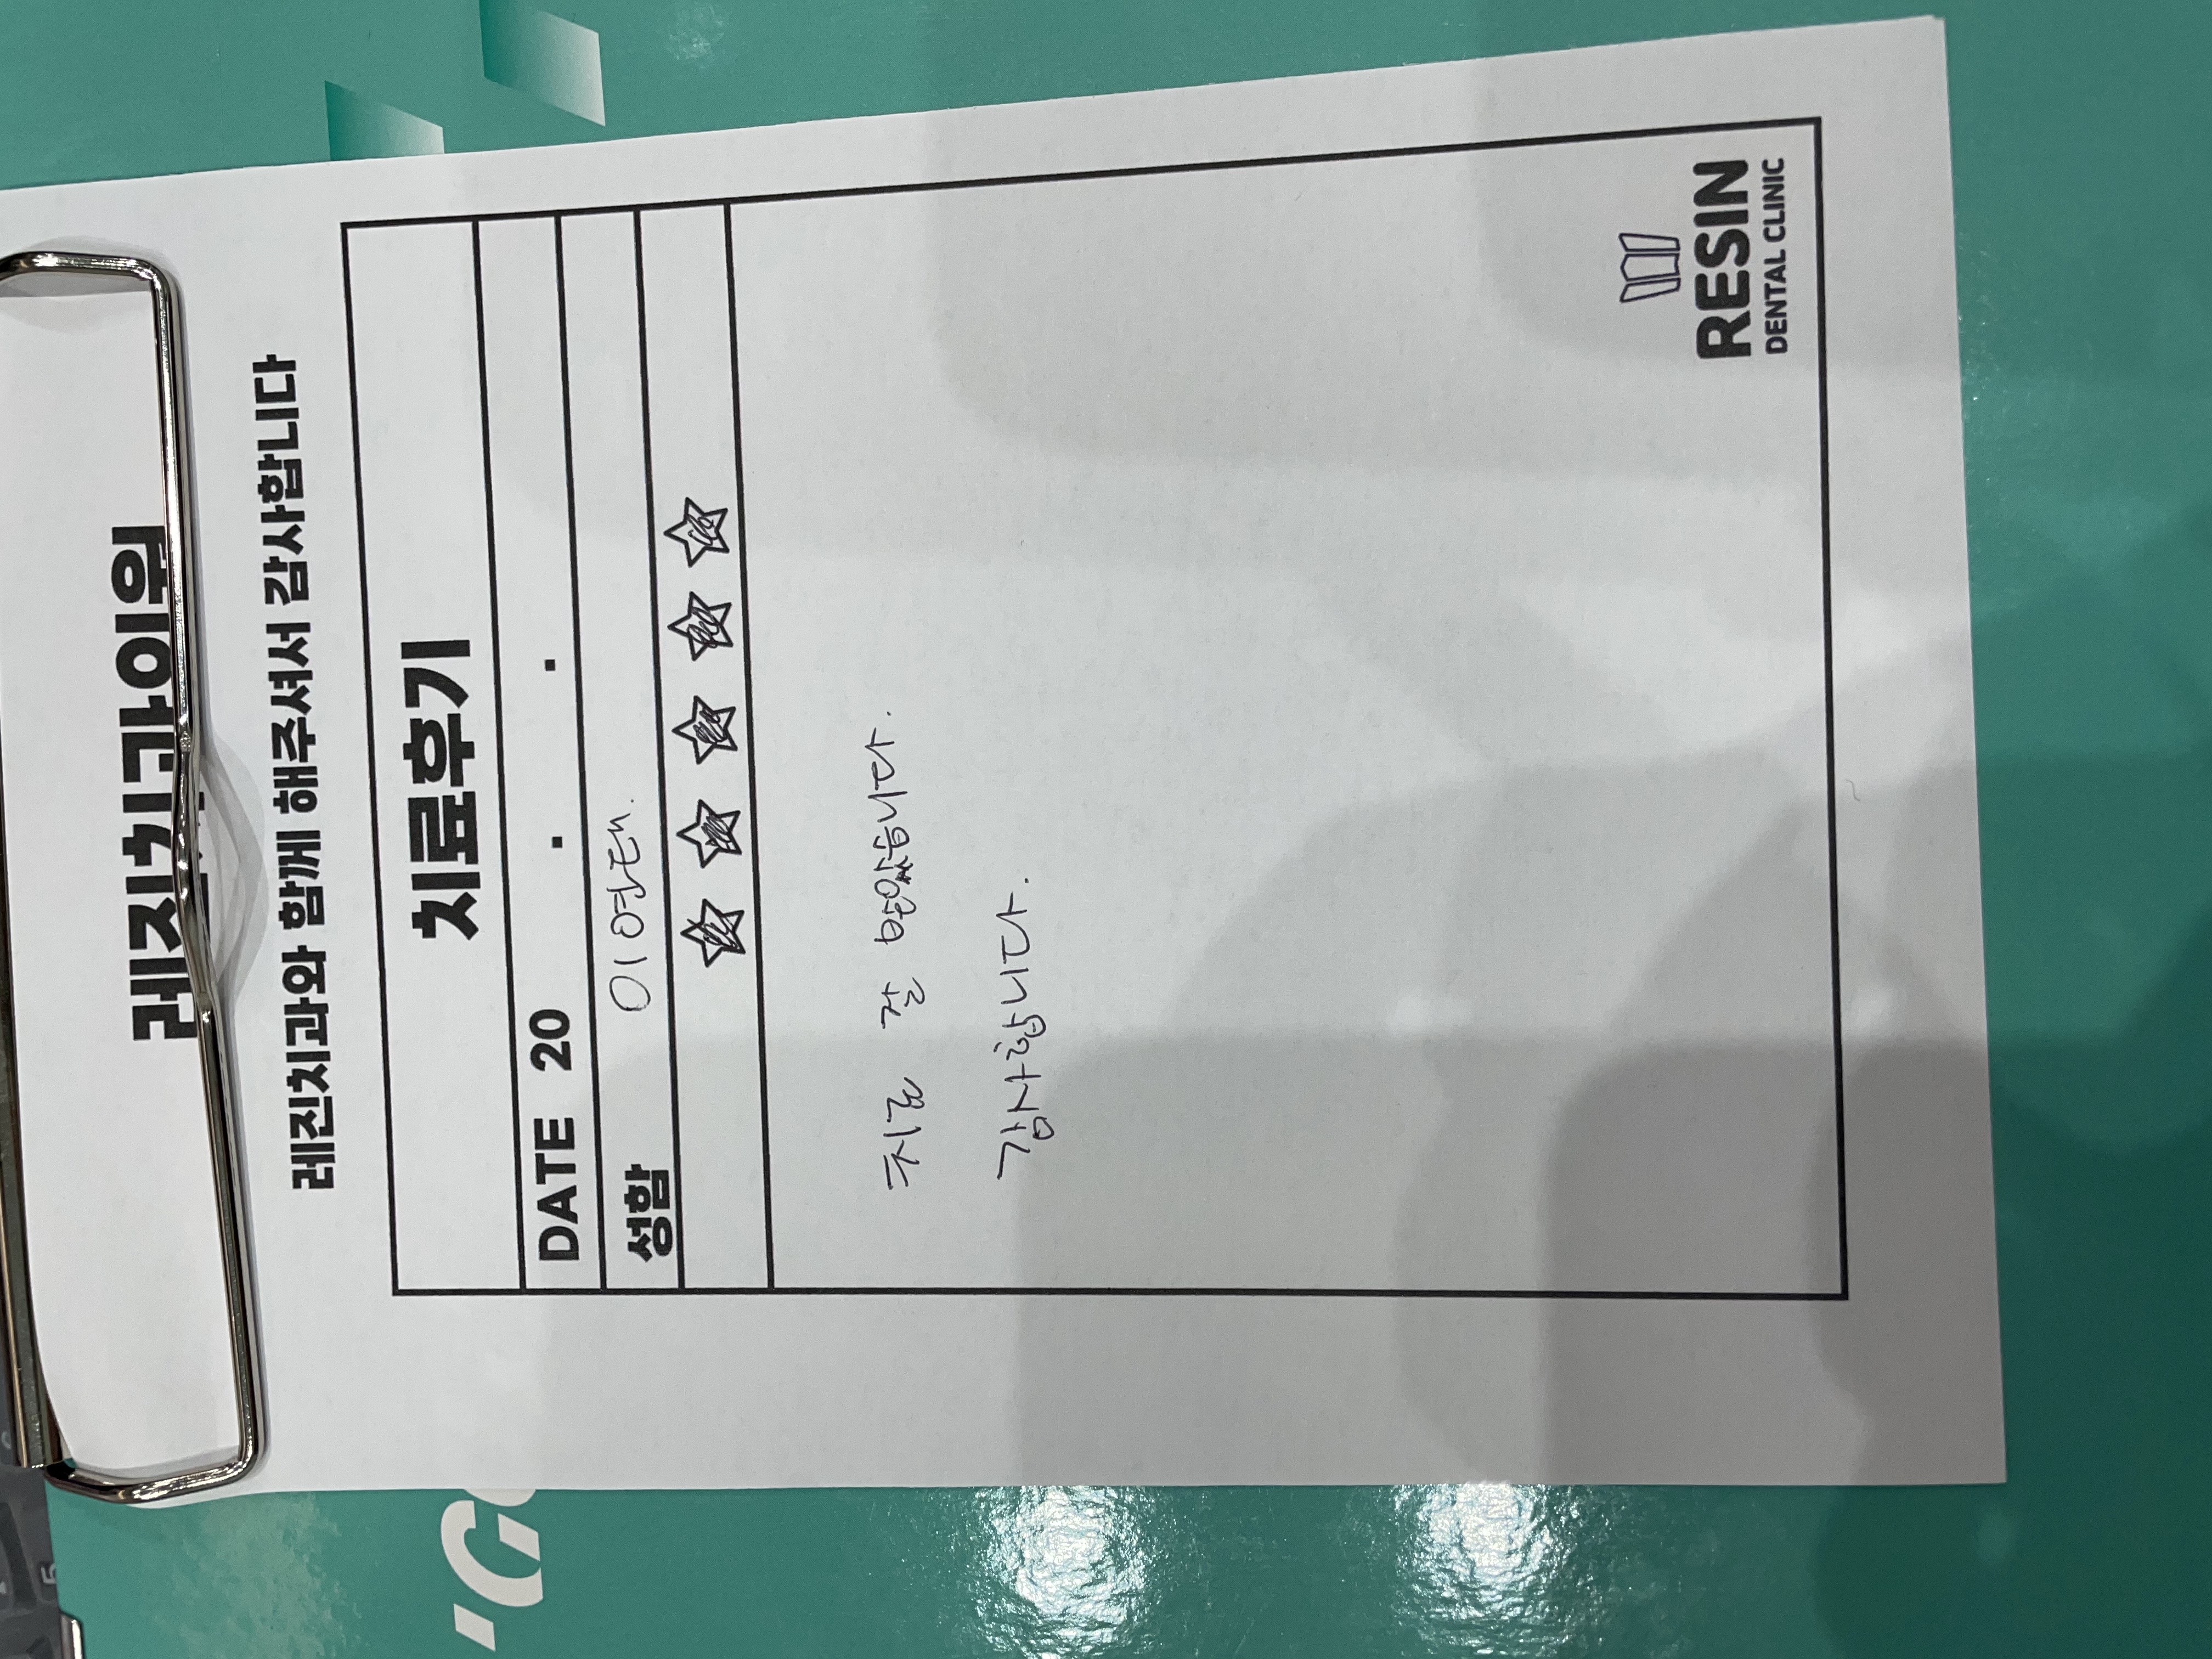 레진치과의원
레진치과와 함께 해주셔서 감사합니다
치료후기
DATE 20 . .
성함 이영태.
☆☆☆☆☆
치료 잘 받았습니다.
감사합니다.
RESIN
DENTAL CLINIC